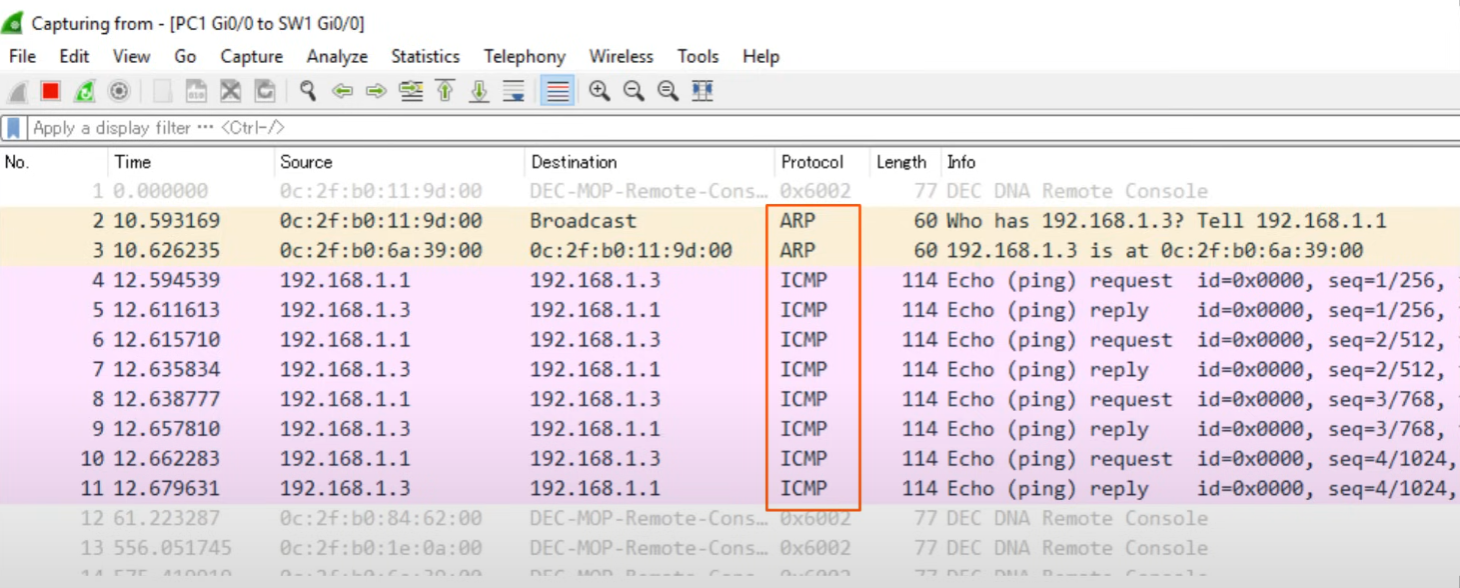 Capturing from - [PC1 Gi0/0 to SW1 Gi0/0]
File Edit View Go Capture Analyze Statistics Telephony Wireless Tools Help
Apply a display filter ··· <Ctrl-/>
No. Time Source Destination Protocol Length Info
1 0.000000 0c:2f:b0:11:9d:00 DEC-MOP-Remote-Cons… 0x6002 77 DEC DNA Remote Console
2 10.593169 0c:2f:b0:11:9d:00 Broadcast ARP 60 Who has 192.168.1.3? Tell 192.168.1.1
3 10.626235 0c:2f:b0:6a:39:00 0c:2f:b0:11:9d:00 ARP 60 192.168.1.3 is at 0c:2f:b0:6a:39:00
4 12.594539 192.168.1.1 192.168.1.3 ICMP 114 Echo (ping) request id=0x0000, seq=1/256,
5 12.611613 192.168.1.3 192.168.1.1 ICMP 114 Echo (ping) reply id=0x0000, seq=1/256,
6 12.615710 192.168.1.1 192.168.1.3 ICMP 114 Echo (ping) request id=0x0000, seq=2/512,
7 12.635834 192.168.1.3 192.168.1.1 ICMP 114 Echo (ping) reply id=0x0000, seq=2/512,
8 12.638777 192.168.1.1 192.168.1.3 ICMP 114 Echo (ping) request id=0x0000, seq=3/768,
9 12.657810 192.168.1.3 192.168.1.1 ICMP 114 Echo (ping) reply id=0x0000, seq=3/768,
10 12.662283 192.168.1.1 192.168.1.3 ICMP 114 Echo (ping) request id=0x0000, seq=4/1024,
11 12.679631 192.168.1.3 192.168.1.1 ICMP 114 Echo (ping) reply id=0x0000, seq=4/1024,
12 61.223287 0c:2f:b0:84:62:00 DEC-MOP-Remote-Cons… 0x6002 77 DEC DNA Remote Console
13 556.051745 0c:2f:b0:1e:0a:00 DEC-MOP-Remote-Cons… 0x6002 77 DEC DNA Remote Console